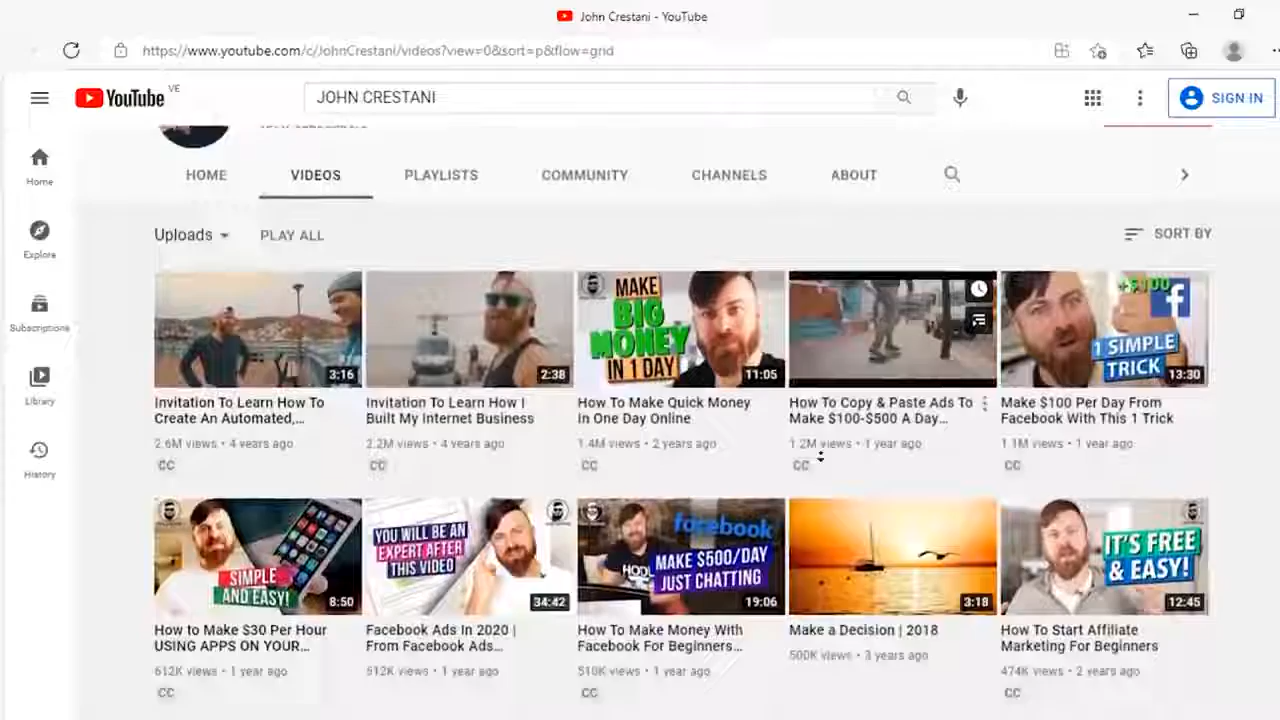 John Crestani - YouTube
https://www.youtube.com/c/JohnCrestani/videos?view=0&sort=p&flow=grid
YouTube VE
JOHN CRESTANI
SIGN IN
HOME VIDEOS PLAYLISTS COMMUNITY CHANNELS ABOUT
Home
Explore
Subscriptions
Library
History
Uploads PLAY ALL SORT BY
3:16
Invitation To Learn How To
Create An Automated,...
2.6M views • 4 years ago
CC
2:38
Invitation To Learn How I
Built My Internet Business
2.2M views • 4 years ago
CC
MAKE
BIG
MONEY
IN 1 DAY
11:05
How To Make Quick Money
In One Day Online
1.4M views • 2 years ago
CC
How To Copy & Paste Ads To
Make $100-$500 A Day...
1.2M views • 1 year ago
CC
+$100
1 SIMPLE
TRICK
13:30
Make $100 Per Day From
Facebook With This 1 Trick
1.1M views • 1 year ago
CC
SIMPLE
AND EASY!
8:50
How to Make $30 Per Hour
USING APPS ON YOUR...
612K views • 1 year ago
CC
YOU WILL BE AN
EXPERT AFTER
THIS VIDEO
34:42
Facebook Ads In 2020 |
From Facebook Ads...
512K views • 1 year ago
facebook
HODL
MAKE $500/DAY
JUST CHATTING
19:06
How To Make Money With
Facebook For Beginners...
510K views • 1 year ago
CC
3:18
Make a Decision | 2018
500K views • 3 years ago
IT'S FREE
& EASY!
12:45
How To Start Affiliate
Marketing For Beginners
474K views • 2 years ago
CC